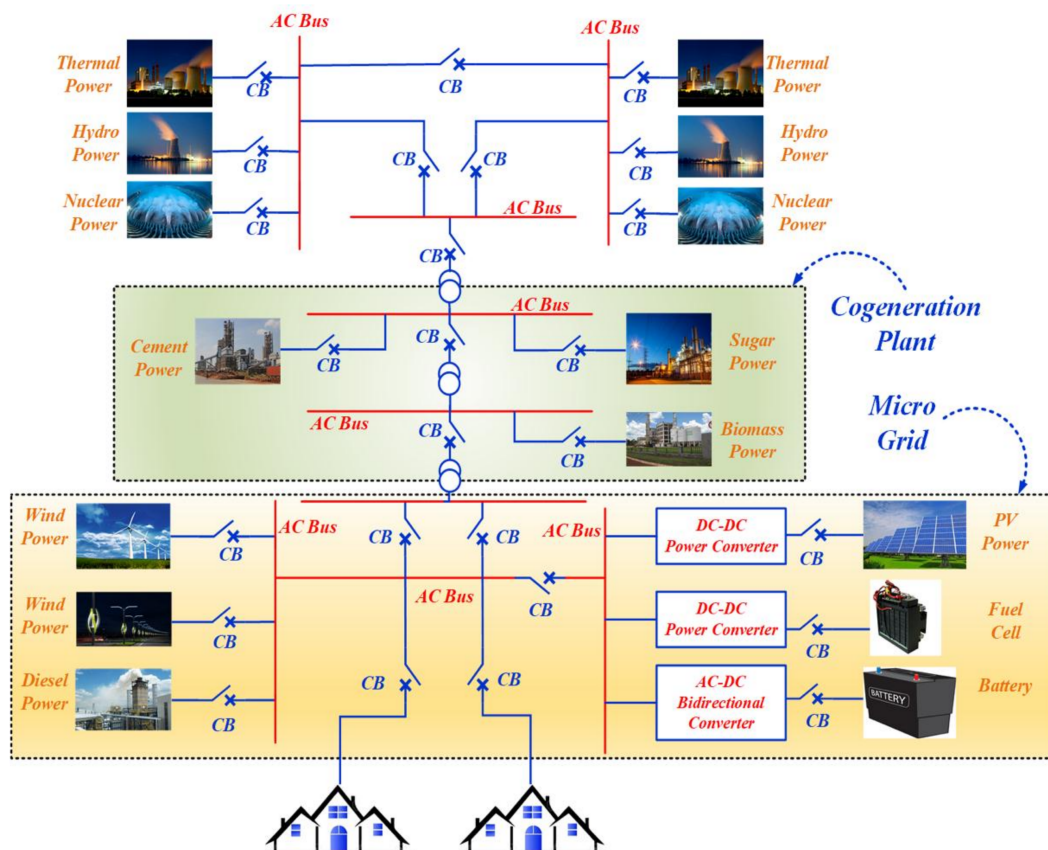 AC Bus
AC Bus
Thermal
Power
CB
CB
CB
Thermal
Power
Hydro
Power
CB
CB
CB
CB
Hydro
Power
Nuclear
Power
CB
AC Bus
CB
Nuclear
Power
CB
Cogeneration
Plant
AC Bus
Cement
Power
CB
CB
CB
Sugar
Power
AC Bus
CB
CB
Biomass
Power
Micro
Grid
Wind
Power
CB
AC Bus
CB
CB
AC Bus
DC-DC
Power Converter
CB
PV
Power
AC Bus
CB
Wind
Power
CB
DC-DC
Power Converter
CB
Fuel
Cell
Diesel
Power
CB
CB
CB
AC-DC
Bidirectional
Converter
CB
BATTERY
Battery